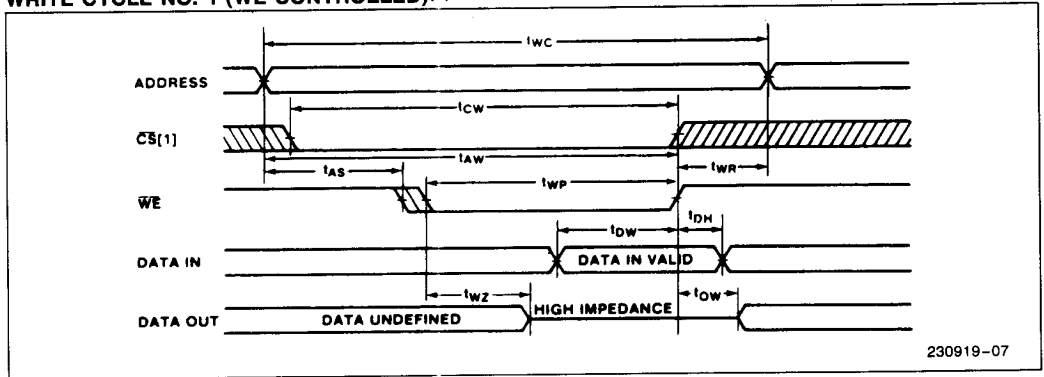 WRITE CYCLE NO. 1 (WE CONTROLLED)
tWC
ADDRESS
tCW
CS[1]
tAW
tAS
tWR
tWP
WE
tDW
tDH
DATA IN
DATA IN VALID
tWZ
HIGH IMPEDANCE
tOW
DATA OUT
DATA UNDEFINED
230919-07